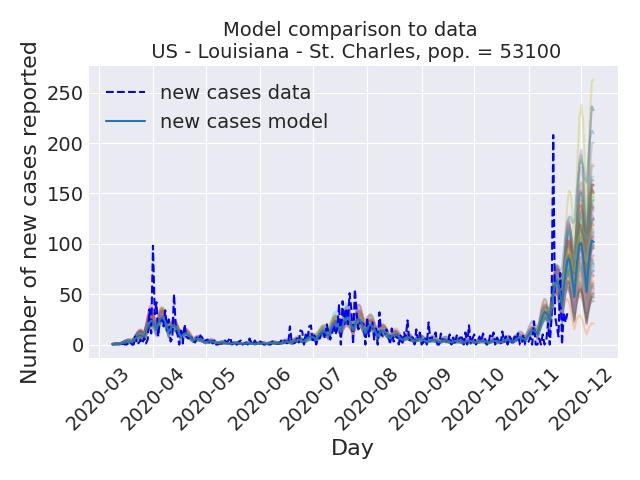 Model comparison to data
US - Louisiana - St. Charles, pop. = 53100
Number of new cases reported
250
200
150
100
50
0
new cases data
new cases model
2020-03
2020-04
2020-05
2020-06
2020-07
2020-08
2020-09
2020-10
2020-11
2020-12
Day